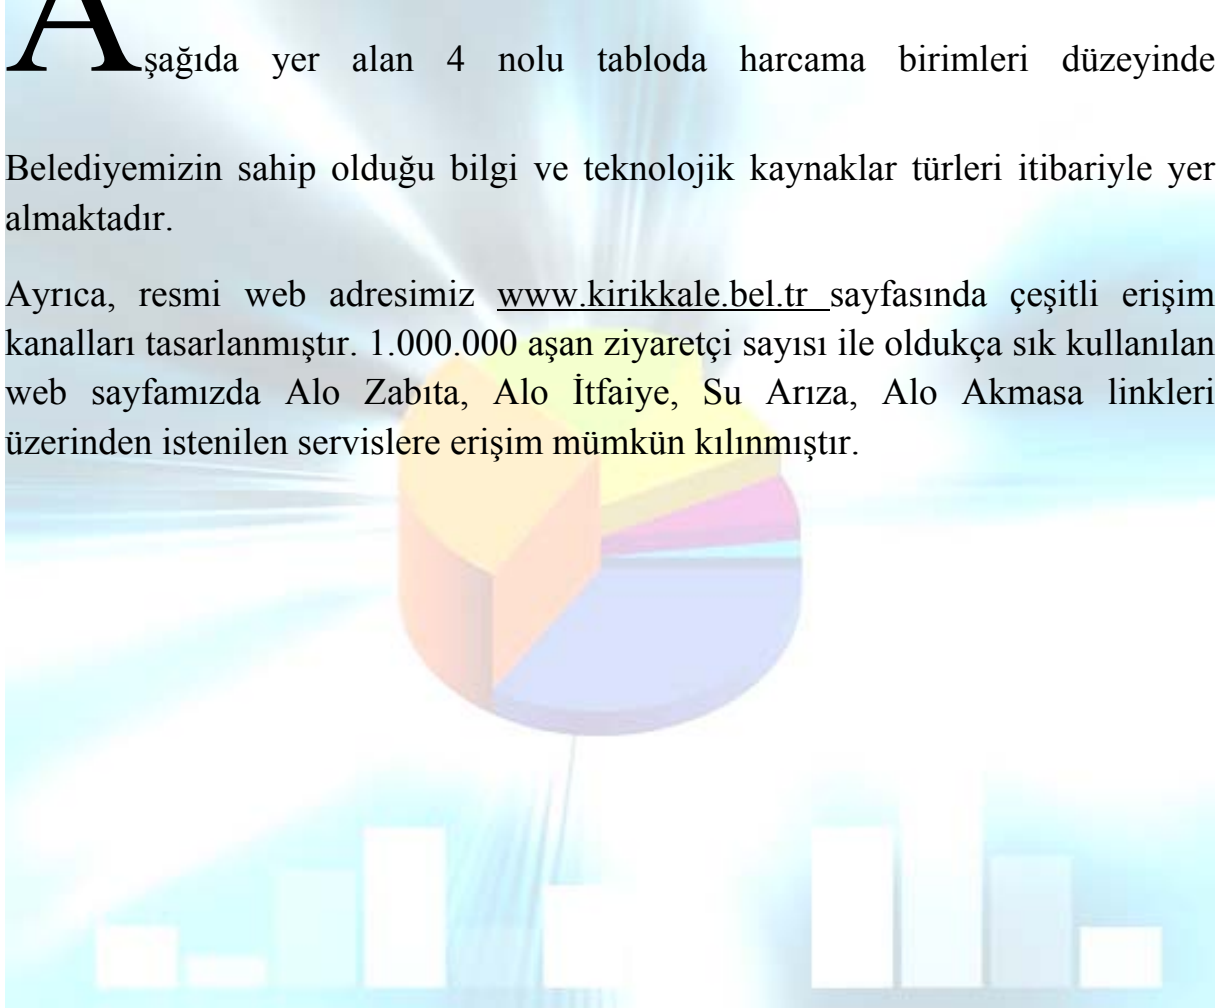 Aşağıda yer alan 4 nolu tabloda harcama birimleri düzeyinde
Belediyemizin sahip olduğu bilgi ve teknolojik kaynaklar türleri itibariyle yer
almaktadır.
Ayrıca, resmi web adresimiz www.kirikkale.bel.tr sayfasında çeşitli erişim
kanalları tasarlanmıştır. 1.000.000 aşan ziyaretçi sayısı ile oldukça sık kullanılan
web sayfamızda Alo Zabıta, Alo İtfaiye, Su Arıza, Alo Akmasa linkleri
üzerinden istenilen servislere erişim mümkün kılınmıştır.